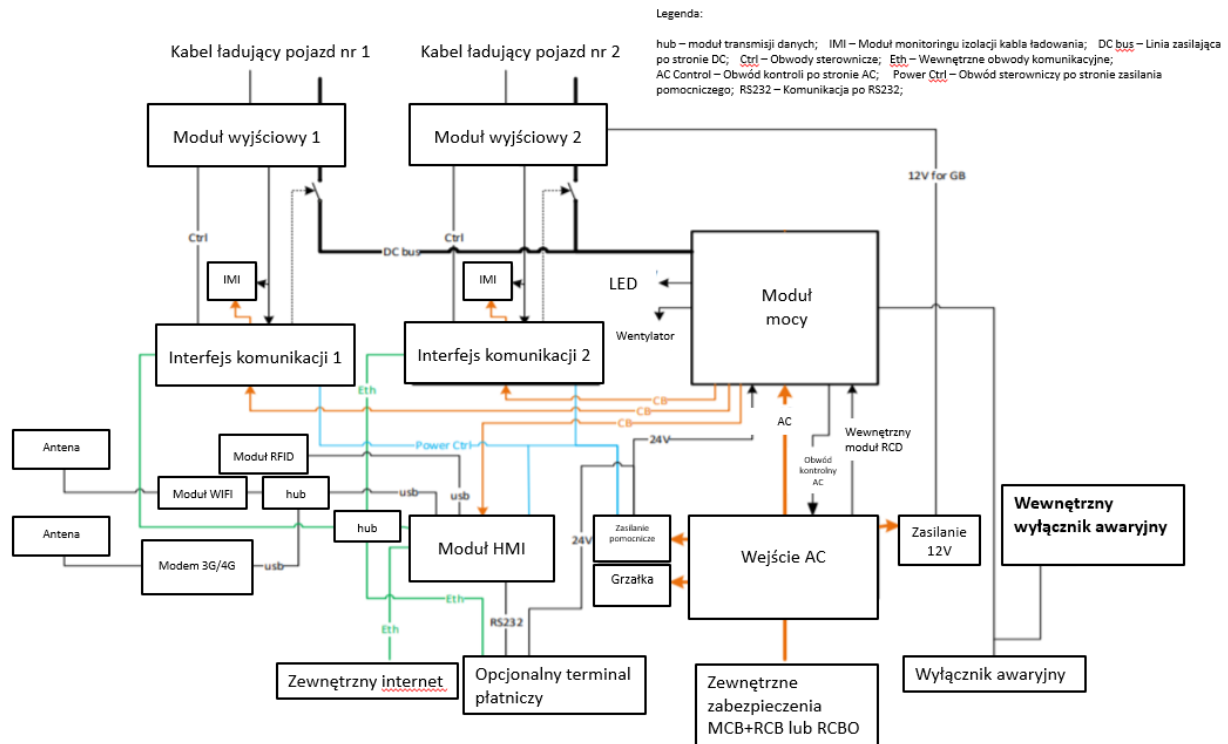 Legenda:
hub – moduł transmisji danych; IMI – Moduł monitoringu izolacji kabla ładowania; DC bus – Linia zasilająca
po stronie DC; Ctrl – Obwody sterownicze; Eth – Wewnętrzne obwody komunikacyjne;
AC Control – Obwód kontroli po stronie AC; Power Ctrl – Obwód sterowniczy po stronie zasilania
pomocniczego; RS232 – Komunikacja po RS232;
Kabel ładujący pojazd nr 1
Kabel ładujący pojazd nr 2
Moduł wyjściowy 1
Moduł wyjściowy 2
12V for GB
Ctrl
Ctrl
DC bus
IMI
IMI
LED
Wentylator
Moduł
mocy
Interfejs komunikacji 1
Interfejs komunikacji 2
Eth
CB
CB
CB
AC
Wewnętrzny
moduł RCD
Obwód
kontrolny
AC
24V
Power Ctrl
Antena
Moduł RFID
Moduł WIFI
hub
usb
usb
hub
Antena
Modem 3G/4G
usb
Moduł HMI
24V
Zasilanie
pomocnicze
Grzałka
Wejście AC
Zasilanie
12V
Wewnętrzny
wyłącznik awaryjny
Eth
Eth
RS232
Zewnętrzny internet
Opcjonalny terminal
płatniczy
Zewnętrzne
zabezpieczenia
MCB+RCB lub RCBO
Wyłącznik awaryjny